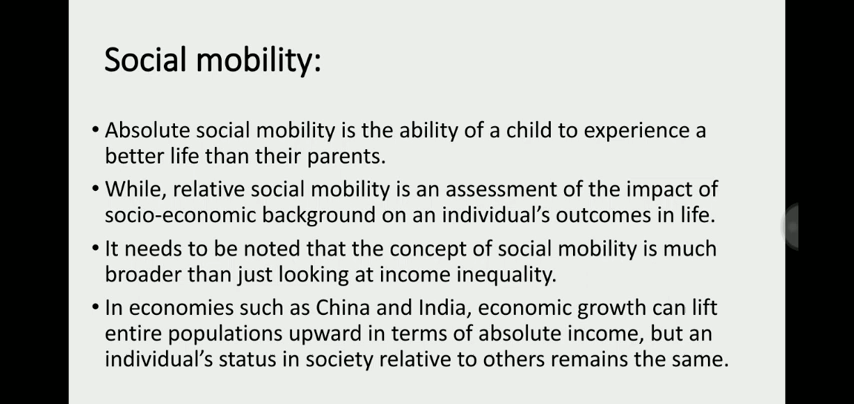 Social mobility:
• Absolute social mobility is the ability of a child to experience a
better life than their parents.
• While, relative social mobility is an assessment of the impact of
socio-economic background on an individual’s outcomes in life.
• It needs to be noted that the concept of social mobility is much
broader than just looking at income inequality.
• In economies such as China and India, economic growth can lift
entire populations upward in terms of absolute income, but an
individual’s status in society relative to others remains the same.